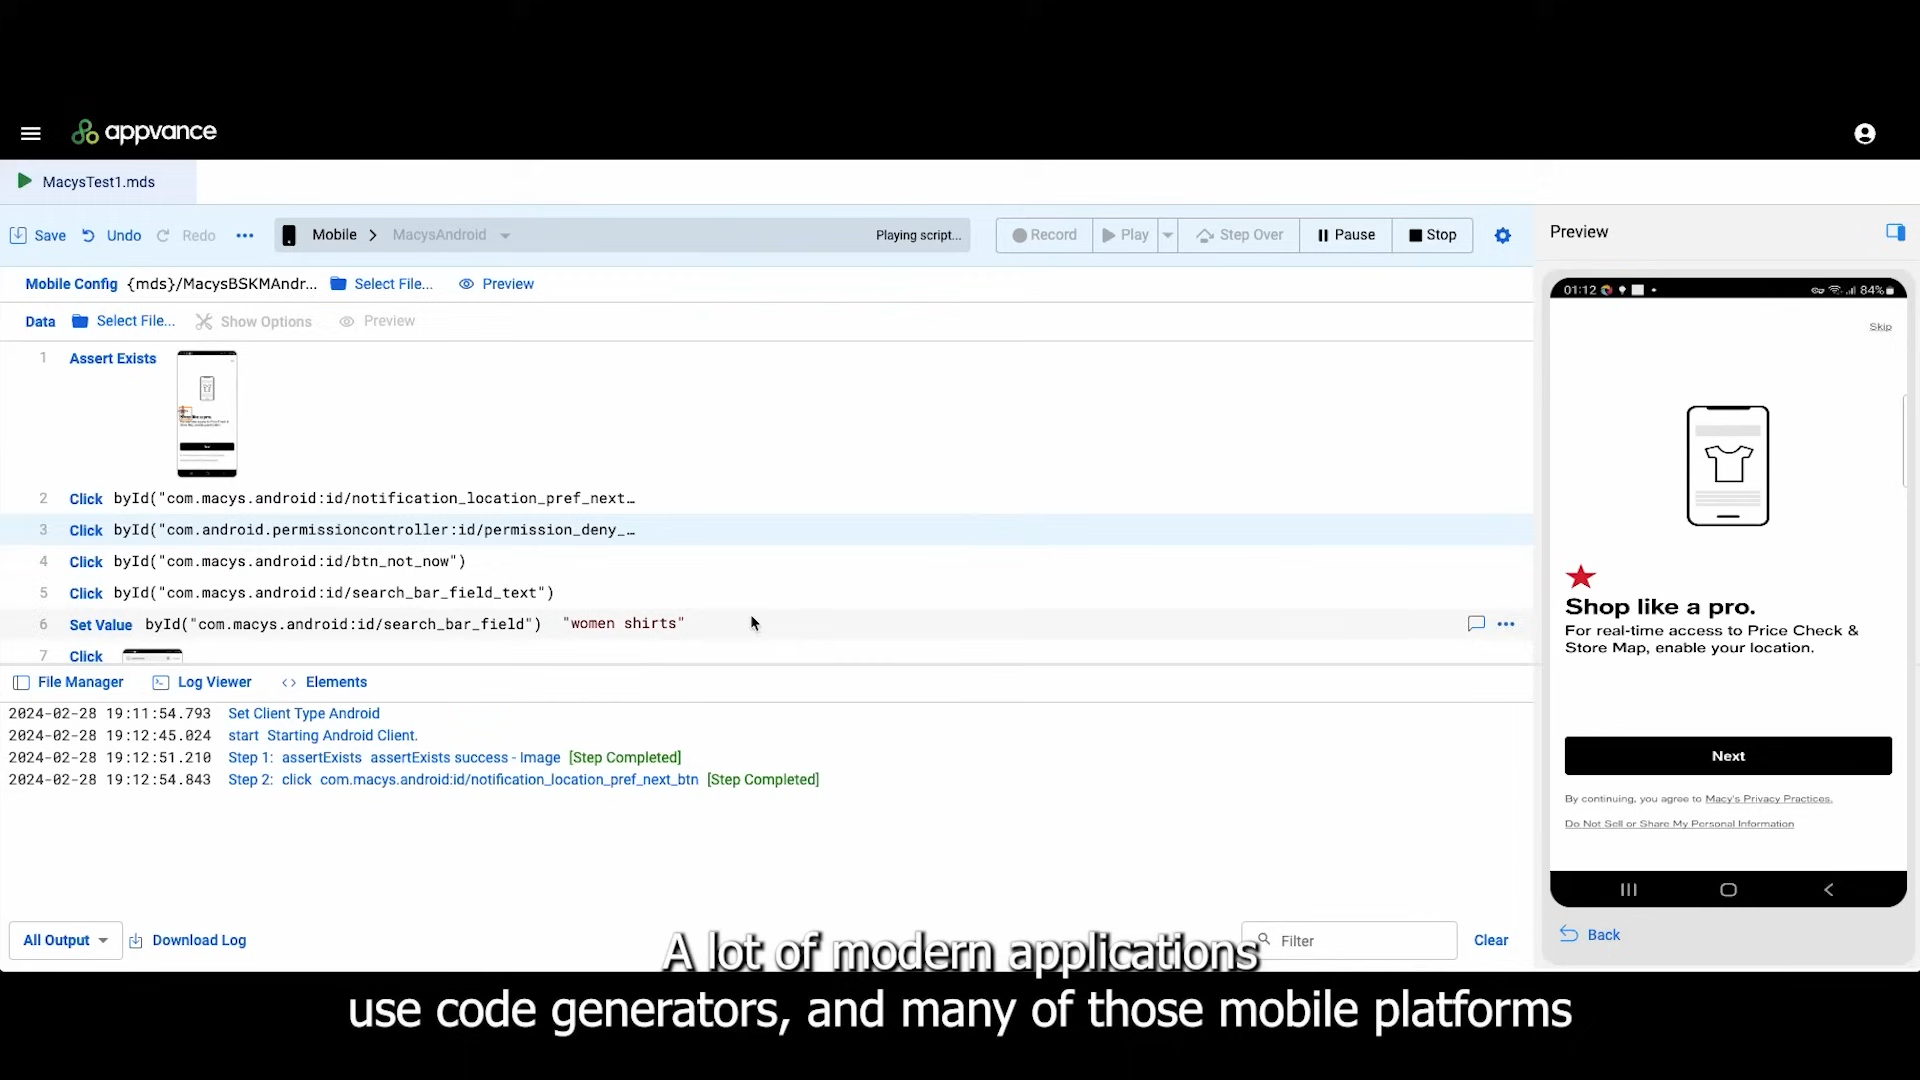 appvance
MacysTest1.mds
Save Undo Redo ••• Mobile > MacysAndroid Playing script... Record Play Step Over Pause Stop
Mobile Config {mds}/MacysBSKMAndr... Select File... Preview
Data Select File... Show Options Preview
1 Assert Exists
2 Click byId("com.macys.android:id/notification_location_pref_next…
3 Click byId("com.android.permissioncontroller:id/permission_deny_…
4 Click byId("com.macys.android:id/btn_not_now")
5 Click byId("com.macys.android:id/search_bar_field_text")
6 Set Value byId("com.macys.android:id/search_bar_field") "women shirts"
7 Click
File Manager Log Viewer Elements
2024-02-28 19:11:54.793 Set Client Type Android
2024-02-28 19:12:45.024 start Starting Android Client.
2024-02-28 19:12:51.210 Step 1: assertExists assertExists success - Image [Step Completed]
2024-02-28 19:12:54.843 Step 2: click com.macys.android:id/notification_location_pref_next_btn [Step Completed]
All Output Download Log Filter Clear
Preview
01:12 84%
Skip
Shop like a pro.
For real-time access to Price Check &
Store Map, enable your location.
Next
By continuing, you agree to Macy's Privacy Practices.
Do Not Sell or Share My Personal Information
Back
A lot of modern applications
use code generators, and many of those mobile platforms